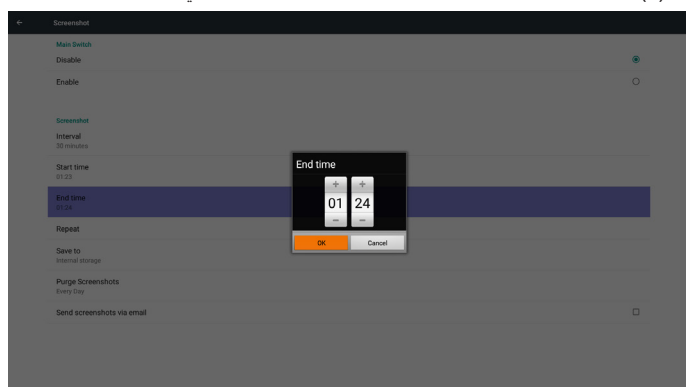 Screenshot
Main Switch
Disable
Enable
Screenshot
Interval
30 minutes
Start time
01:23
End time
01:24
Repeat
Save to
Internal storage
Purge Screenshots
Every Day
Send screenshots via email
End time
+ +
01 24
− −
OK Cancel